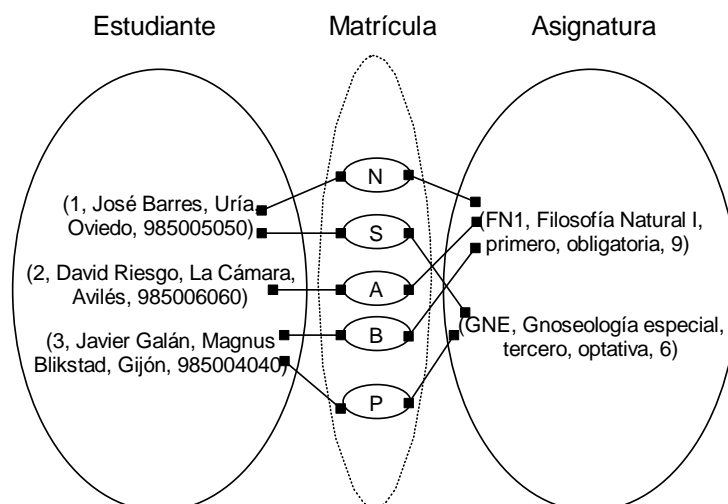 Estudiante Matrícula Asignatura
N
(1, José Barres, Uría,
Oviedo, 985005050)
S
(FN1, Filosofía Natural I,
primero, obligatoria, 9)
(2, David Riesgo, La Cámara,
Avilés, 985006060)
A
(3, Javier Galán, Magnus
Blikstad, Gijón, 985004040)
B
(GNE, Gnoseología especial,
tercero, optativa, 6)
P